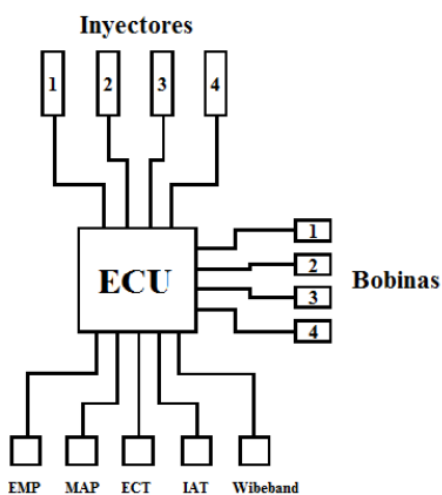 Inyectores
1 2 3 4
ECU
1
2
3
4
Bobinas
EMP MAP ECT IAT Wibeband